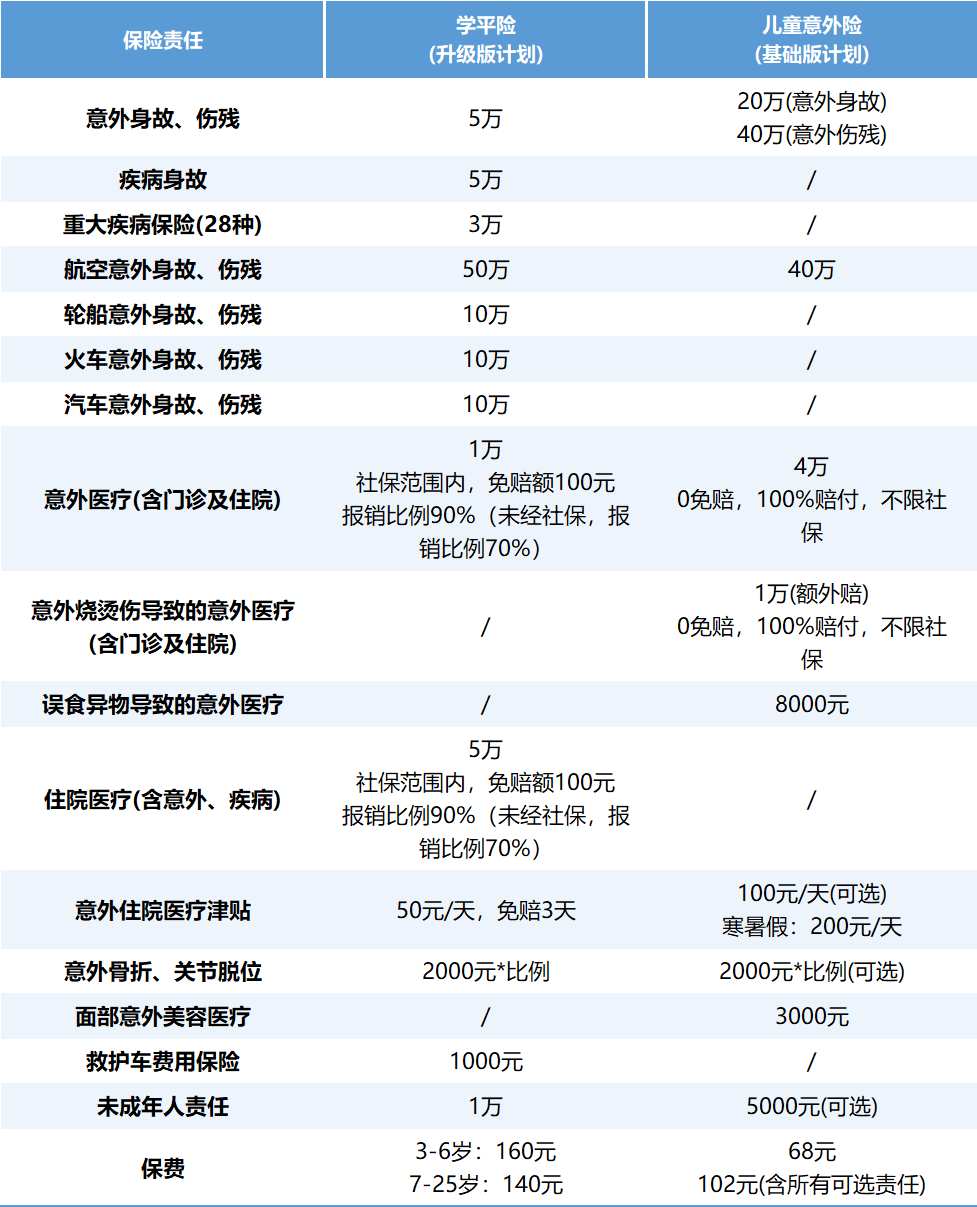 保险责任
学平险
(升级版计划)
儿童意外险
(基础版计划)
意外身故、伤残
5万
20万(意外身故)
40万(意外伤残)
疾病身故
5万
/
重大疾病保险(28种)
3万
/
航空意外身故、伤残
50万
40万
轮船意外身故、伤残
10万
/
火车意外身故、伤残
10万
/
汽车意外身故、伤残
10万
/
意外医疗(含门诊及住院)
1万
社保范围内，免赔额100元
报销比例90%（未经社保，报
销比例70%）
4万
0免赔，100%赔付，不限社
保
意外烧烫伤导致的意外医疗
(含门诊及住院)
/
1万(额外赔)
0免赔，100%赔付，不限社
保
误食异物导致的意外医疗
/
8000元
住院医疗(含意外、疾病)
5万
社保范围内，免赔额100元
报销比例90%（未经社保，报
销比例70%）
/
意外住院医疗津贴
50元/天，免赔3天
100元/天(可选)
寒暑假：200元/天
意外骨折、关节脱位
2000元*比例
2000元*比例(可选)
面部意外美容医疗
/
3000元
救护车费用保险
1000元
/
未成年人责任
1万
5000元(可选)
保费
3-6岁：160元
7-25岁：140元
68元
102元(含所有可选责任)